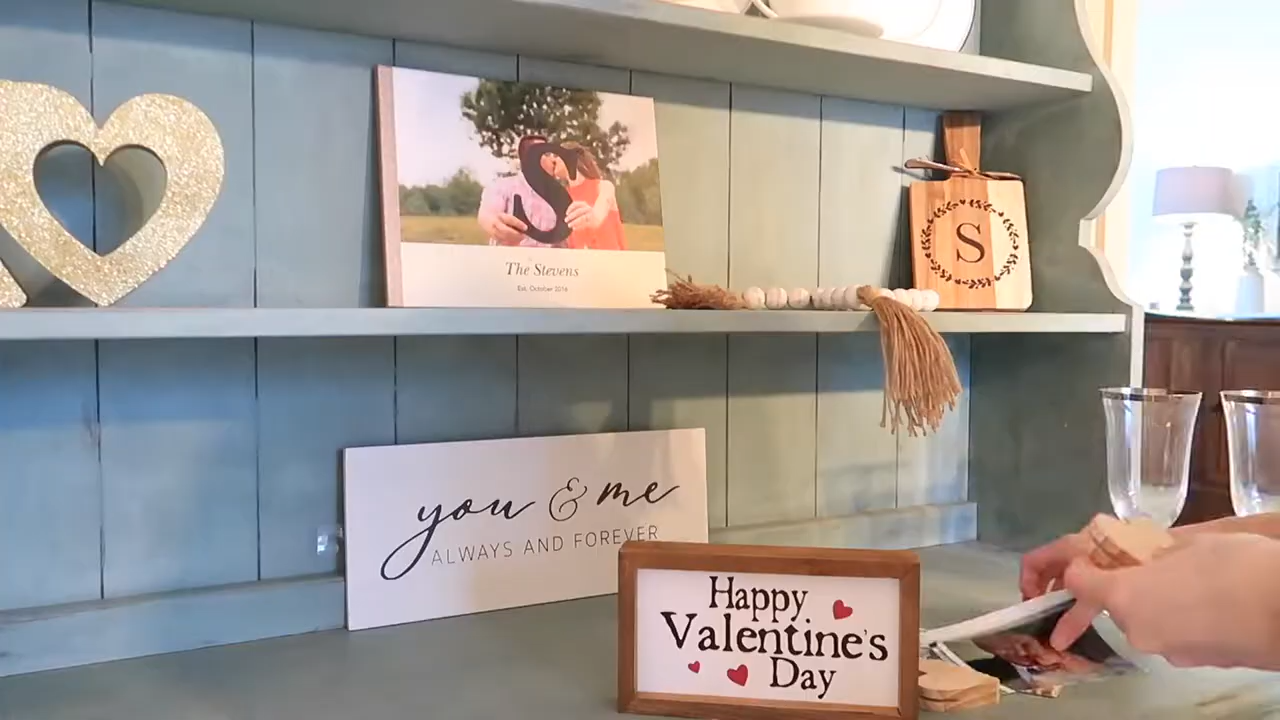 S
The Stevens
Est. October 2016
S
you & me
ALWAYS AND FOREVER
Happy
Valentine's
Day